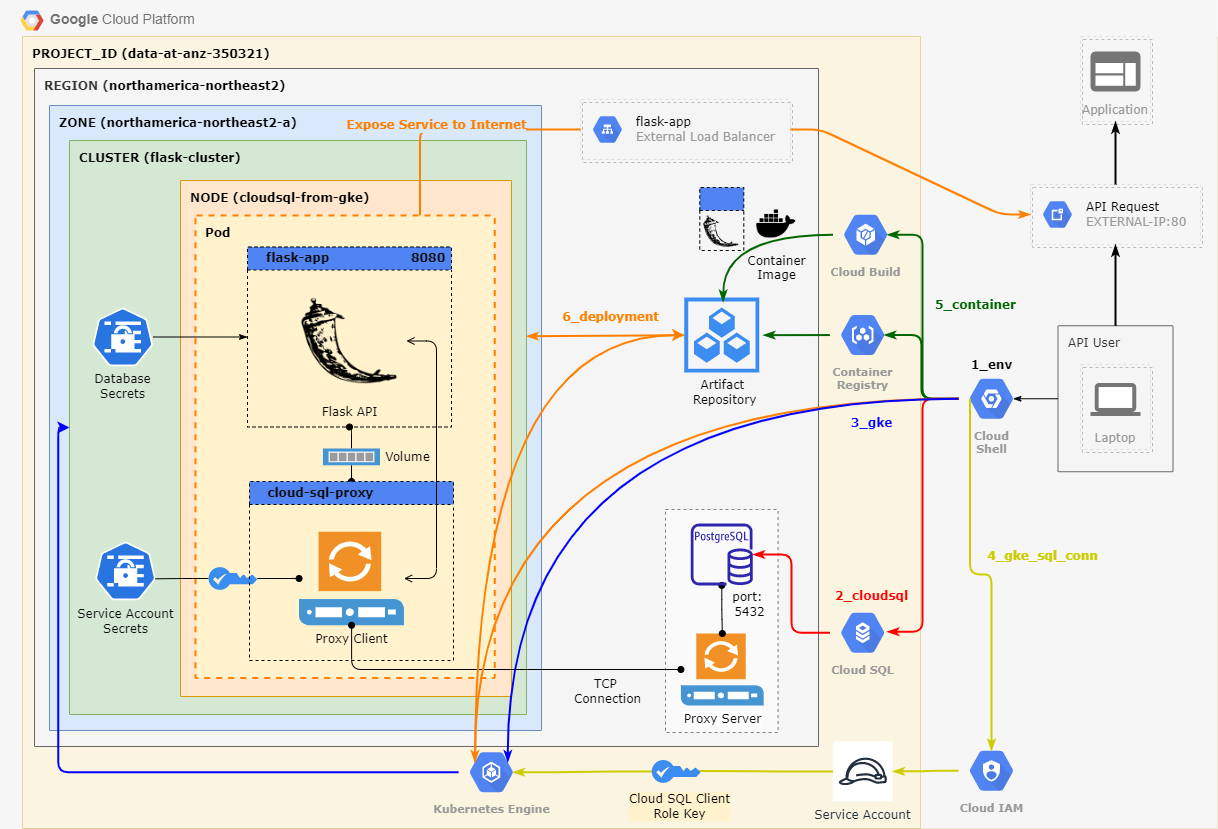 Google Cloud Platform
PROJECT_ID (data-at-anz-350321)
REGION (northamerica-northeast2)
ZONE (northamerica-northeast2-a)
Expose Service to Internet
flask-app
External Load Balancer
Application
CLUSTER (flask-cluster)
NODE (cloudsql-from-gke)
Pod
flask-app 8080
API Request
EXTERNAL-IP:80
Container
Image
Cloud Build
5_container
6_deployment
Database
Secrets
Flask API
Artifact
Repository
Container
Registry
1_env
API User
Laptop
3_gke
Cloud
Shell
Volume
cloud-sql-proxy
PostgreSQL
port:
5432
4_gke_sql_conn
2_cloudsql
Service Account
Secrets
Proxy Client
Cloud SQL
TCP
Connection
Proxy Server
Kubernetes Engine
Cloud SQL Client
Role Key
Service Account
Cloud IAM